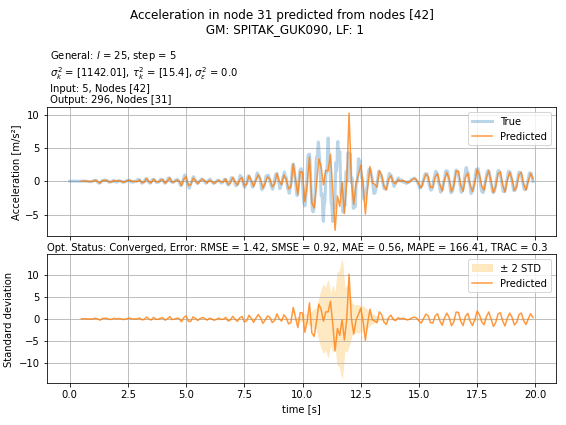 Acceleration in node 31 predicted from nodes [42]
GM: SPITAK_GUK090, LF: 1
General: l = 25, step = 5
σ²ₖ = [1142.01], τ²ₖ = [15.4], σ²ε = 0.0
Input: 5, Nodes [42]
Output: 296, Nodes [31]
Acceleration [m/s²]
10
5
0
−5
True
Predicted
Opt. Status: Converged, Error: RMSE = 1.42, SMSE = 0.92, MAE = 0.56, MAPE = 166.41, TRAC = 0.3
Standard deviation
10
5
0
−5
−10
± 2 STD
Predicted
0.0 2.5 5.0 7.5 10.0 12.5 15.0 17.5 20.0
time [s]